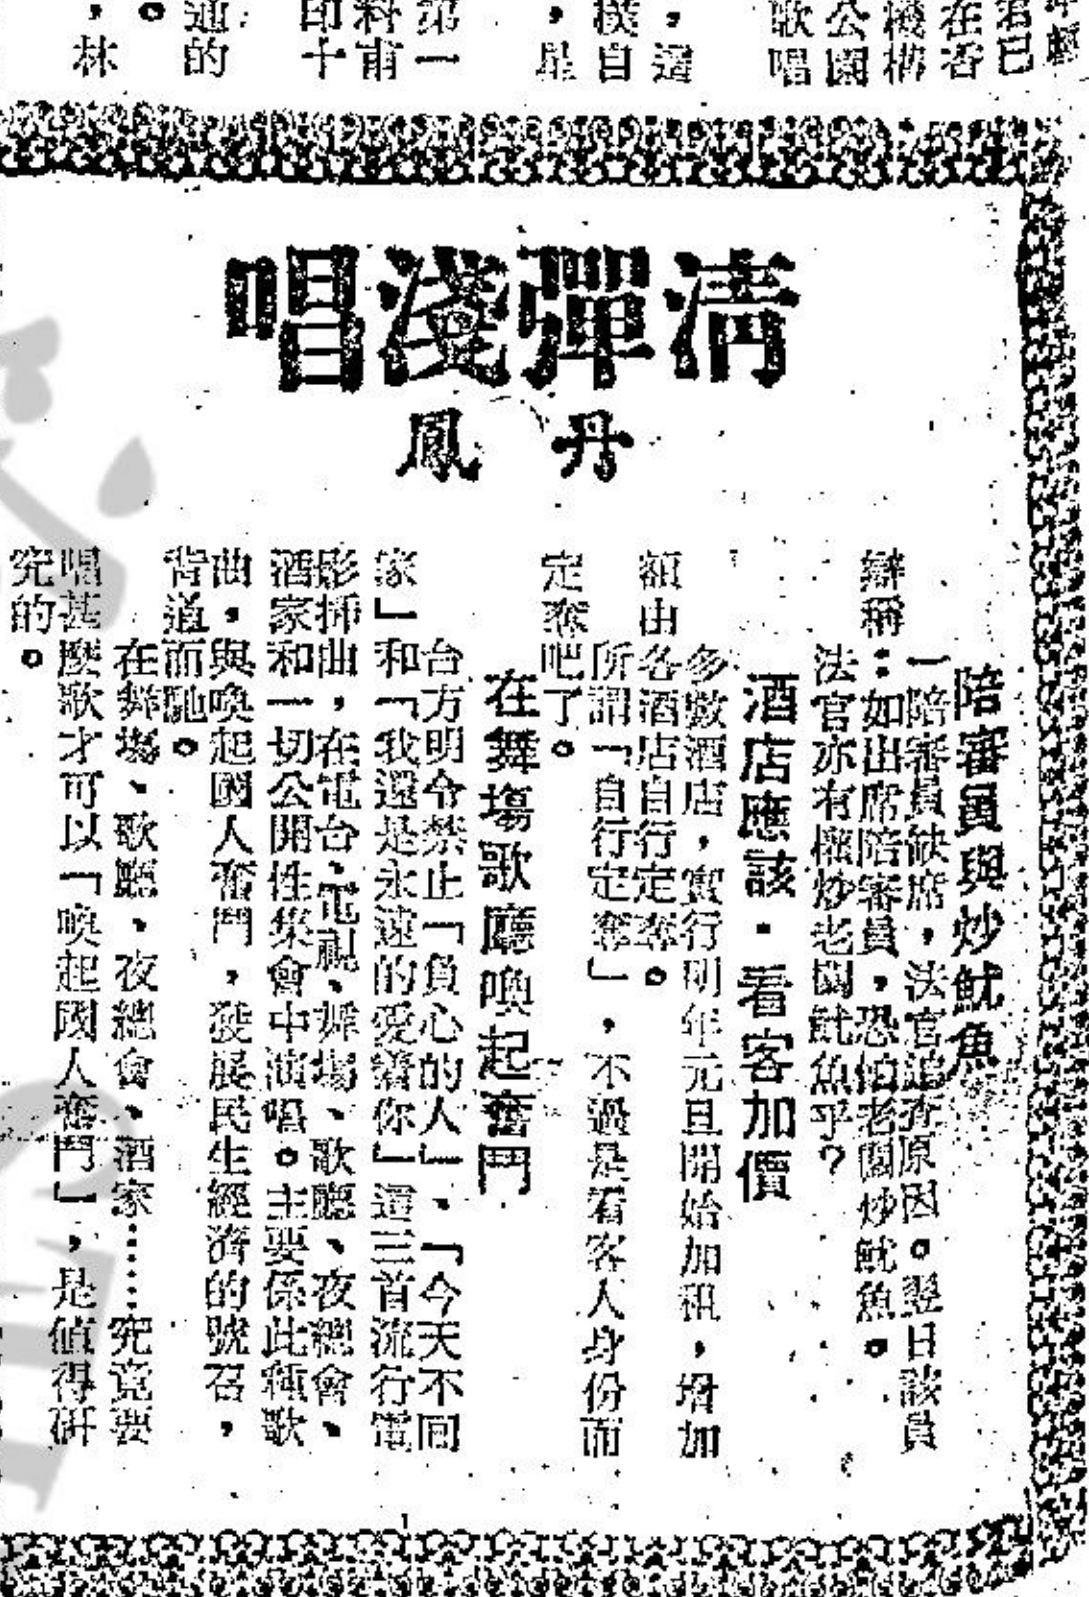 清彈淺唱
丹鳳
陪審員與炒魷魚
一陪審員缺席，法官追查原因。翌日該員
辯稱：如出席陪審員，恐怕老闆炒魷魚。
法官亦有權炒老闆魷魚乎？
酒店應該·看客加價
多數酒店，實行明年元旦開始加租，增加
額由各酒店自行定奪。
所謂「自行定奪」，不過是看客人身份而
定奪吧了。
在舞場歌廳喚起奮鬥
台方明令禁止「負心的人」、「今天不回
家」和「我還是永遠的愛著你」這三首流行電
影插曲，在電台、電視、舞場、歌廳、夜總會、
酒家和一切公開性集會中演唱。主要係此種歌
曲，與喚起國人奮鬥，發展民生經濟的號召，
背道而馳。
在舞場、歌廳、夜總會、酒家……究竟要
唱甚麼歌才可以「喚起國人奮鬥」，是值得研
究的。